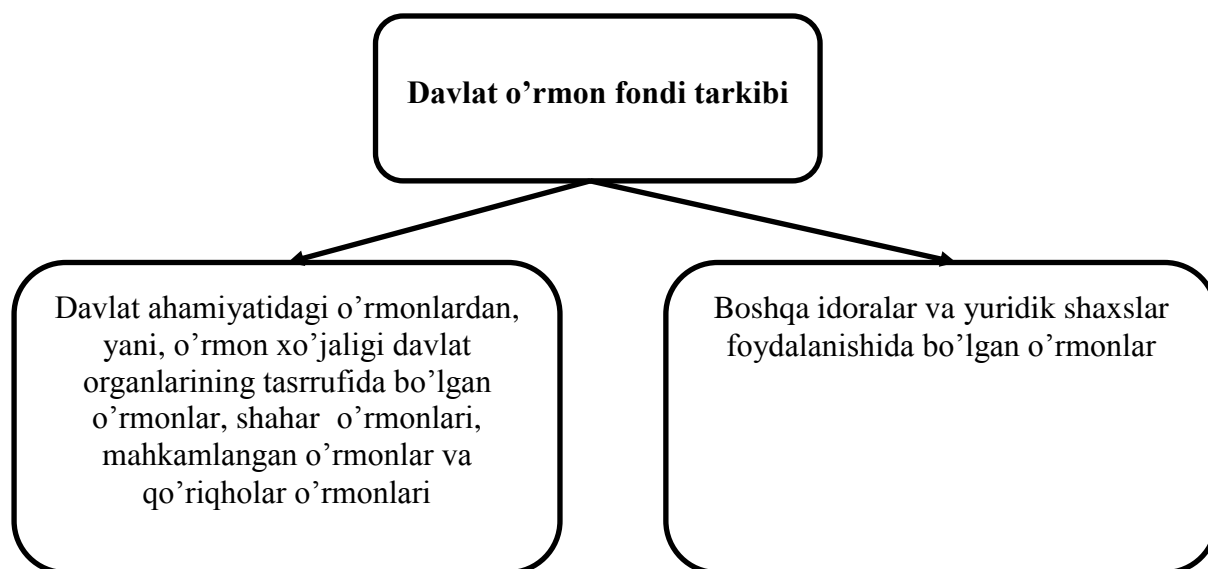 Davlat o’rmon fondi tarkibi
Davlat ahamiyatidagi o’rmonlardan,
yani, o’rmon xo’jaligi davlat
organlarining tasrrufida bo’lgan
o’rmonlar, shahar o’rmonlari,
mahkamlangan o’rmonlar va
qo’riqholar o’rmonlari
Boshqa idoralar va yuridik shaxslar
foydalanishida bo’lgan o’rmonlar